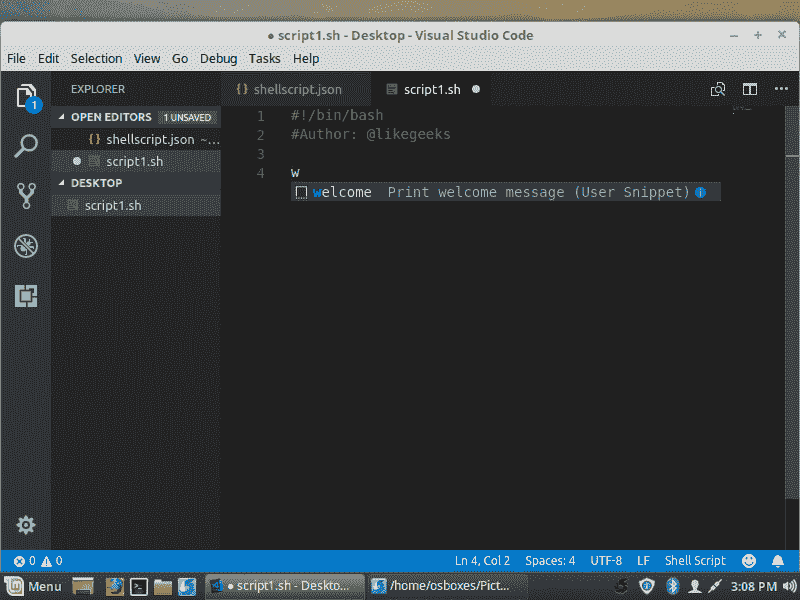 ● script1.sh - Desktop - Visual Studio Code
File Edit Selection View Go Debug Tasks Help
EXPLORER
{} shellscript.json
script1.sh ●
OPEN EDITORS 1 UNSAVED
{} shellscript.json ~...
● script1.sh
DESKTOP
script1.sh
1
1 #!/bin/bash
2 #Author: @likegeeks
3
4 w
welcome Print welcome message (User Snippet)
0 0 Ln 4, Col 2 Spaces: 4 UTF-8 LF Shell Script
Menu ● script1.sh - Deskto... /home/osboxes/Pict... 3:08 PM